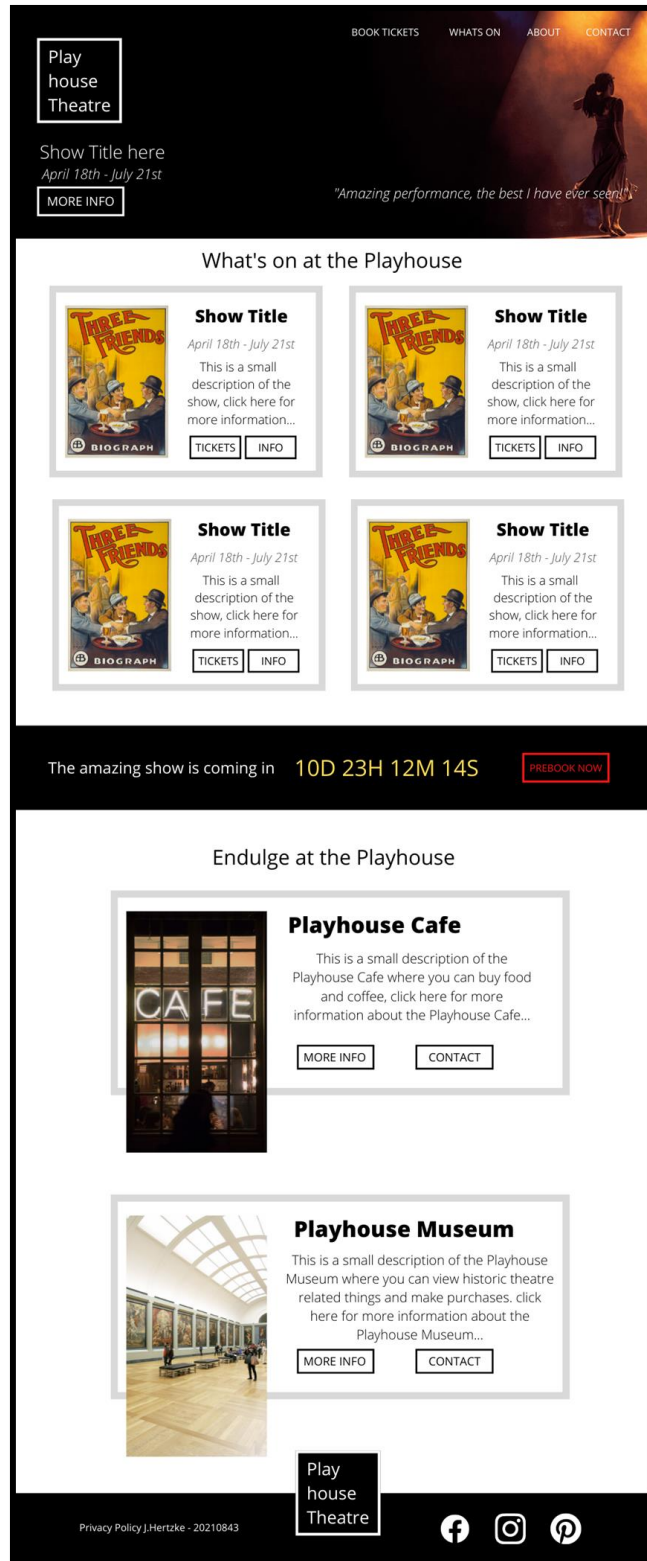 BOOK TICKETS WHATS ON ABOUT CONTACT
Play
house
Theatre
Show Title here
April 18th - July 21st
MORE INFO
"Amazing performance, the best I have ever seen!"
What's on at the Playhouse
THREE
FRIENDS
BIOGRAPH
Show Title
April 18th - July 21st
This is a small
description of the
show, click here for
more information...
TICKETS INFO
THREE
FRIENDS
BIOGRAPH
Show Title
April 18th - July 21st
This is a small
description of the
show, click here for
more information...
TICKETS INFO
THREE
FRIENDS
BIOGRAPH
Show Title
April 18th - July 21st
This is a small
description of the
show, click here for
more information...
TICKETS INFO
THREE
FRIENDS
BIOGRAPH
Show Title
April 18th - July 21st
This is a small
description of the
show, click here for
more information...
TICKETS INFO
The amazing show is coming in 10D 23H 12M 14S PREBOOK NOW
Endulge at the Playhouse
CAFE
Playhouse Cafe
This is a small description of the
Playhouse Cafe where you can buy food
and coffee, click here for more
information about the Playhouse Cafe...
MORE INFO CONTACT
Playhouse Museum
This is a small description of the Playhouse
Museum where you can view historic theatre
related things and make purchases. click
here for more information about the
Playhouse Museum...
MORE INFO CONTACT
Play
house
Theatre
Privacy Policy J.Hertzke - 20210843